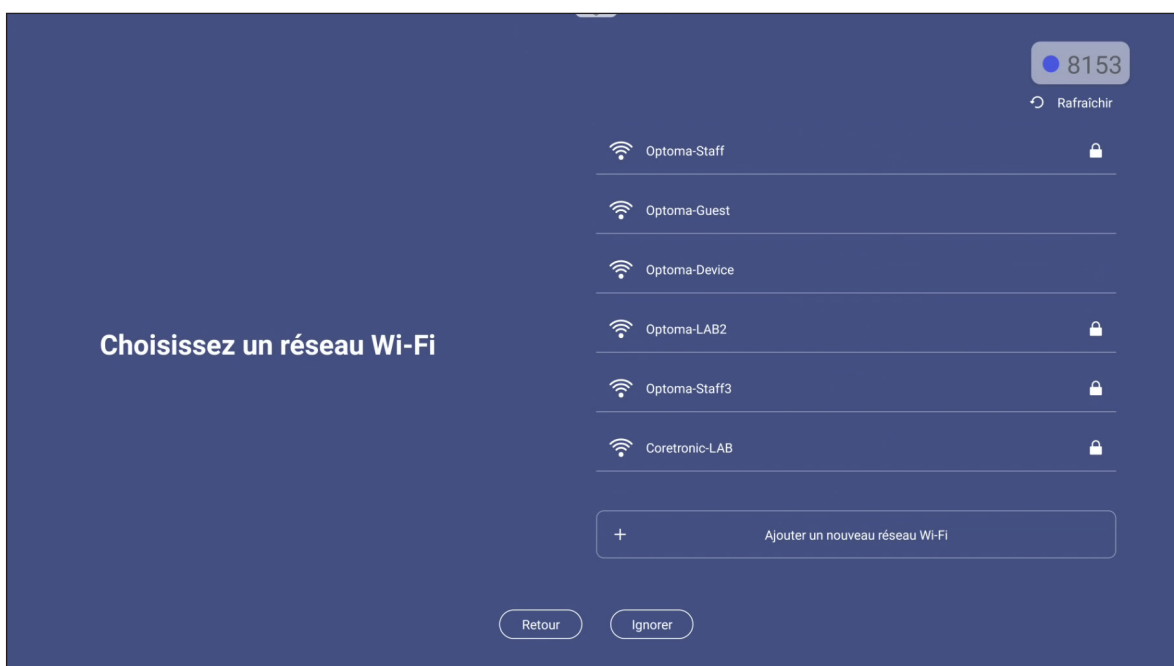 8153
Rafraîchir
Optoma-Staff
Optoma-Guest
Optoma-Device
Optoma-LAB2
Choisissez un réseau Wi-Fi
Optoma-Staff3
Coretronic-LAB
+ Ajouter un nouveau réseau Wi-Fi
Retour
Ignorer